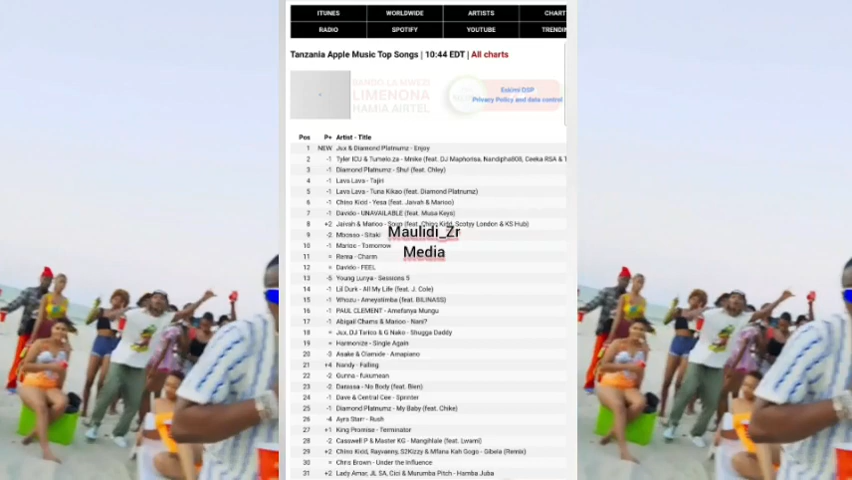 ITUNES WORLDWIDE ARTISTS CHART
RADIO SPOTIFY YOUTUBE TRENDIN
Tanzania Apple Music Top Songs | 10:44 EDT | All charts
LIMENONA
HAMIA AIRTEL
Eskimi DSP
Privacy Policy and data control
Pos P+ Artist - Title
1 NEW Jux & Diamond Platnumz - Enjoy
2 -1 Tyler ICU & Tumelo.za - Mnike (feat. DJ Maphorisa, Nandipha808, Ceeka RSA & T
3 -1 Diamond Platnumz - Shu! (feat. Chley)
4 -1 Lava Lava - Tajiri
5 -1 Lava Lava - Tuna Kikao (feat. Diamond Platnumz)
6 -1 Chino Kidd - Yesa (feat. Jaivah & Marioo)
7 -1 Davido - UNAVAILABLE (feat. Musa Keys)
8 +2 Jaivah & Marioo - Soup (feat. Chino Kidd, Scotyy London & KS Hub)
9 -2 Mbosso - Sitaki
Maulidi_Zr
10 -1 Marioo - Tomorrow
Media
11 = Rema - Charm
12 = Davido - FEEL
13 -5 Young Lunya - Sessions 5
14 -1 Lil Durk - All My Life (feat. J. Cole)
15 -1 Whozu - Ameyatimba (feat. BILLNASS)
16 -1 PAUL CLEMENT - Amefanya Mungu
17 -1 Abigail Chams & Marioo - Nani?
18 = Jux, DJ Tarico & G Nako - Shugga Daddy
19 = Harmonize - Single Again
20 -3 Asake & Olamide - Amapiano
21 +4 Nandy - Falling
22 -2 Gunna - fukumean
23 -2 Darassa - No Body (feat. Bien)
24 -1 Dave & Central Cee - Sprinter
25 -1 Diamond Platnumz - My Baby (feat. Chike)
26 -4 Ayra Starr - Rush
27 +1 King Promise - Terminator
28 -2 Casswell P & Master KG - Mangihlale (feat. Lwami)
29 +2 Chino Kidd, Rayvanny, S2Kizzy & Mfana Kah Gogo - Gibela (Remix)
30 = Chris Brown - Under the Influence
31 +2 Lady Amar, JL SA, Cici & Murumba Pitch - Hamba Juba